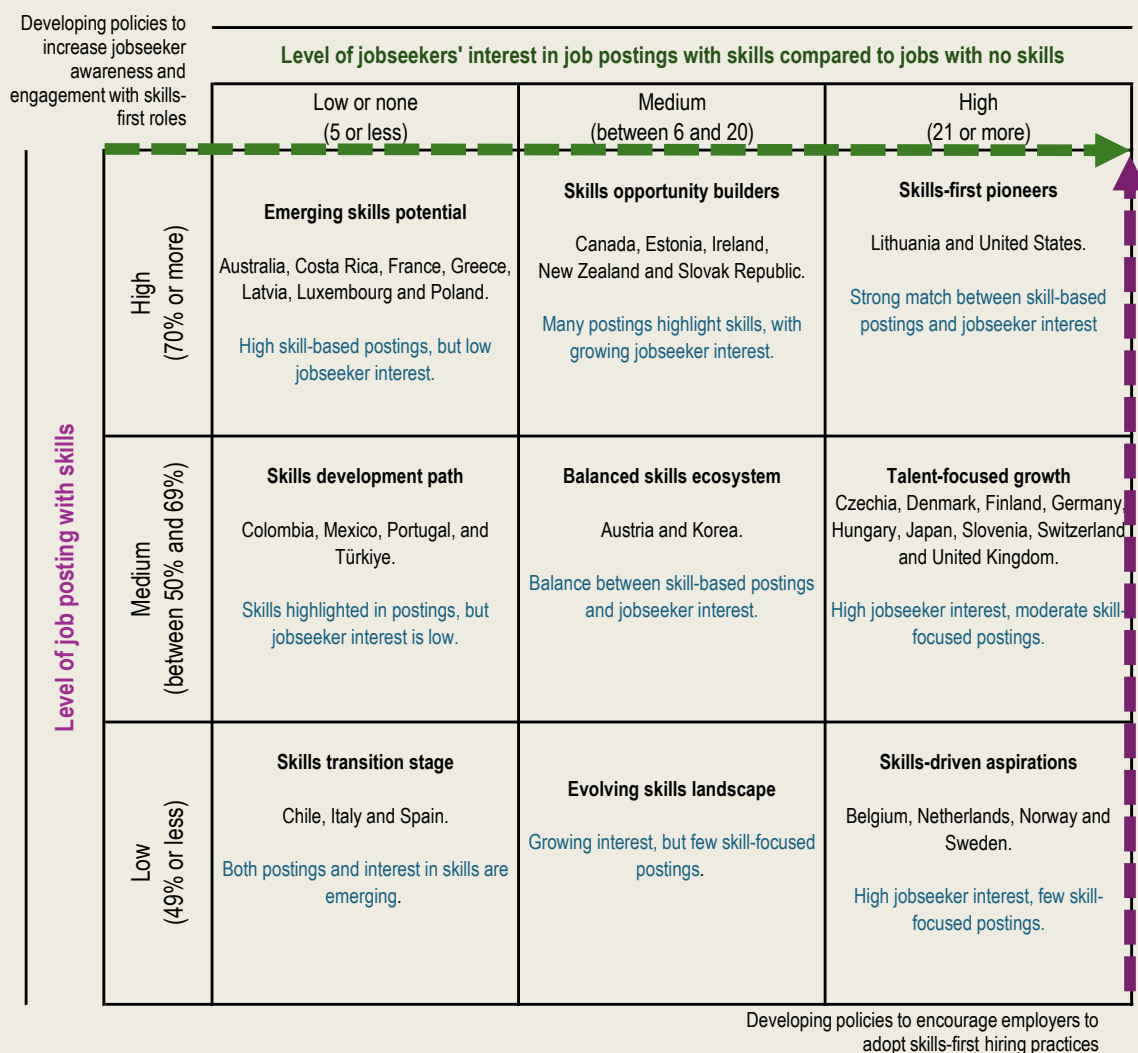 Developing policies to
increase jobseeker
awareness and
engagement with skills-
first roles
Level of jobseekers' interest in job postings with skills compared to jobs with no skills
Low or none
(5 or less)
Medium
(between 6 and 20)
High
(21 or more)
Level of job posting with skills
High
(70% or more)
Emerging skills potential
Australia, Costa Rica, France, Greece,
Latvia, Luxembourg and Poland.
High skill-based postings, but low
jobseeker interest.
Skills opportunity builders
Canada, Estonia, Ireland,
New Zealand and Slovak Republic.
Many postings highlight skills, with
growing jobseeker interest.
Skills-first pioneers
Lithuania and United States.
Strong match between skill-based
postings and jobseeker interest
Medium
(between 50% and 69%)
Skills development path
Colombia, Mexico, Portugal, and
Türkiye.
Skills highlighted in postings, but
jobseeker interest is low.
Balanced skills ecosystem
Austria and Korea.
Balance between skill-based postings
and jobseeker interest.
Talent-focused growth
Czechia, Denmark, Finland, Germany,
Hungary, Japan, Slovenia, Switzerland
and United Kingdom.
High jobseeker interest, moderate skill-
focused postings.
Low
(49% or less)
Skills transition stage
Chile, Italy and Spain.
Both postings and interest in skills are
emerging.
Evolving skills landscape
Growing interest, but few skill-focused
postings.
Skills-driven aspirations
Belgium, Netherlands, Norway and
Sweden.
High jobseeker interest, few skill-
focused postings.
Developing policies to encourage employers to
adopt skills-first hiring practices